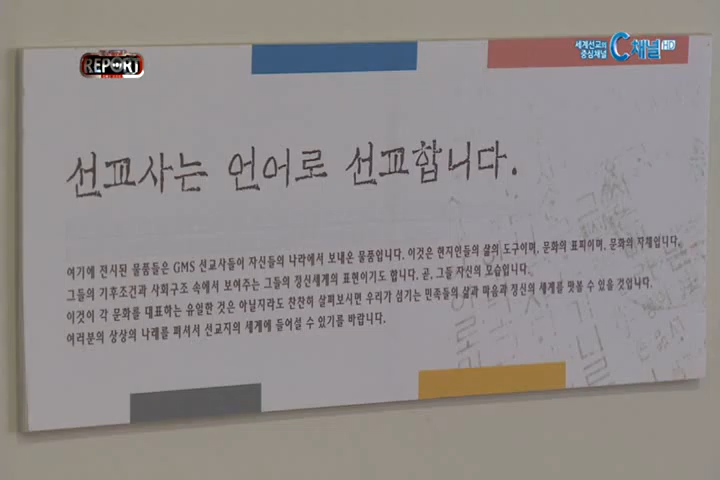 REPORT
세계선교의
중심채널
C채널 HD
선교사는 언어로 선교합니다.
여기에 전시된 물품들은 GMS 선교사들이 자신들의 나라에서 보내온 물품입니다. 이것은 현지인들의 삶의 도구이며, 문화의 표피이며, 문화의 자체입니다.
그들의 기후조건과 사회구조 속에서 보여주는 그들의 정신세계의 표현이기도 합니다. 곧, 그들 자신의 모습입니다.
이것이 각 문화를 대표하는 유일한 것은 아닐지라도 찬찬히 살펴보시면 우리가 섬기는 민족들의 삶과 마음과 정신의 세계를 맛볼 수 있을 것입니다.
여러분의 상상의 나래를 펴셔서 선교지의 세계에 들어설 수 있기를 바랍니다.